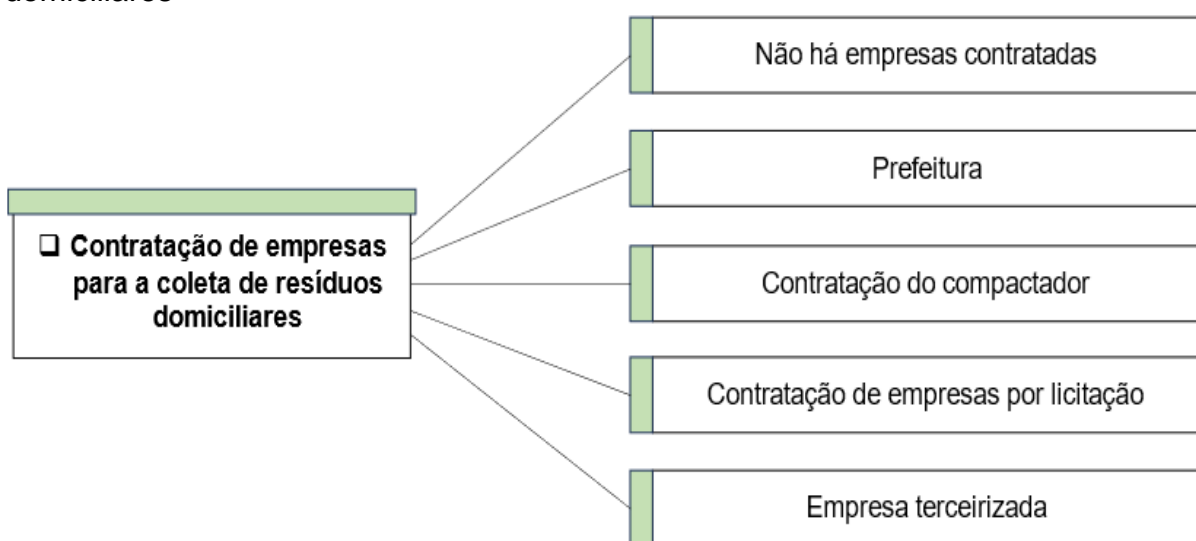 domiciliares
Não há empresas contratadas
Prefeitura
❑ Contratação de empresas
para a coleta de resíduos
domiciliares
Contratação do compactador
Contratação de empresas por licitação
Empresa terceirizada